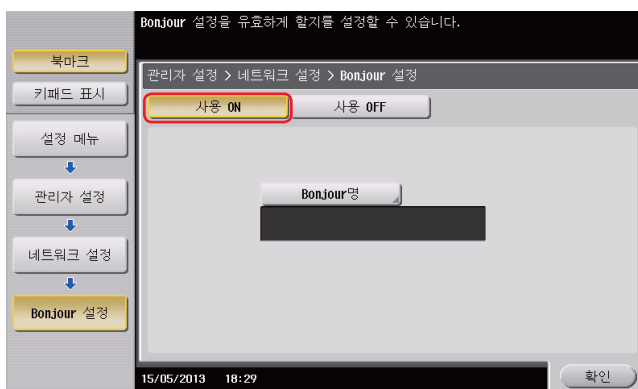 Bonjour 설정을 유효하게 할지를 설정할 수 있습니다.
북마크
키패드 표시
설정 메뉴
관리자 설정
네트워크 설정
Bonjour 설정
관리자 설정 > 네트워크 설정 > Bonjour 설정
사용 ON
사용 OFF
Bonjour명
15/05/2013 18:29
확인